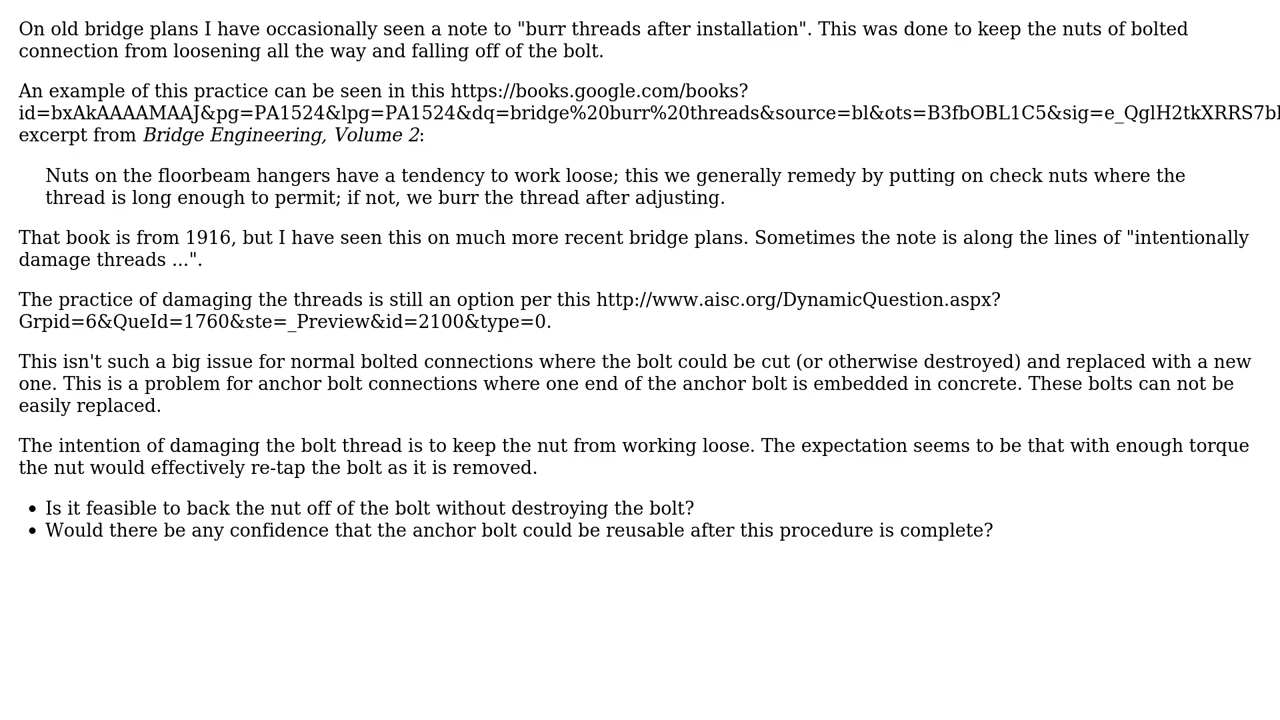 On old bridge plans I have occasionally seen a note to "burr threads after installation". This was done to keep the nuts of bolted
connection from loosening all the way and falling off of the bolt.
An example of this practice can be seen in this https://books.google.com/books?
id=bxAkAAAAMAAJ&pg=PA1524&lpg=PA1524&dq=bridge%20burr%20threads&source=bl&ots=B3fbOBL1C5&sig=e_QglH2tkXRRS7bl
excerpt from Bridge Engineering, Volume 2:
Nuts on the floorbeam hangers have a tendency to work loose; this we generally remedy by putting on check nuts where the
thread is long enough to permit; if not, we burr the thread after adjusting.
That book is from 1916, but I have seen this on much more recent bridge plans. Sometimes the note is along the lines of "intentionally
damage threads ...".
The practice of damaging the threads is still an option per this http://www.aisc.org/DynamicQuestion.aspx?
Grpid=6&QueId=1760&ste=_Preview&id=2100&type=0.
This isn't such a big issue for normal bolted connections where the bolt could be cut (or otherwise destroyed) and replaced with a new
one. This is a problem for anchor bolt connections where one end of the anchor bolt is embedded in concrete. These bolts can not be
easily replaced.
The intention of damaging the bolt thread is to keep the nut from working loose. The expectation seems to be that with enough torque
the nut would effectively re-tap the bolt as it is removed.
• Is it feasible to back the nut off of the bolt without destroying the bolt?
• Would there be any confidence that the anchor bolt could be reusable after this procedure is complete?